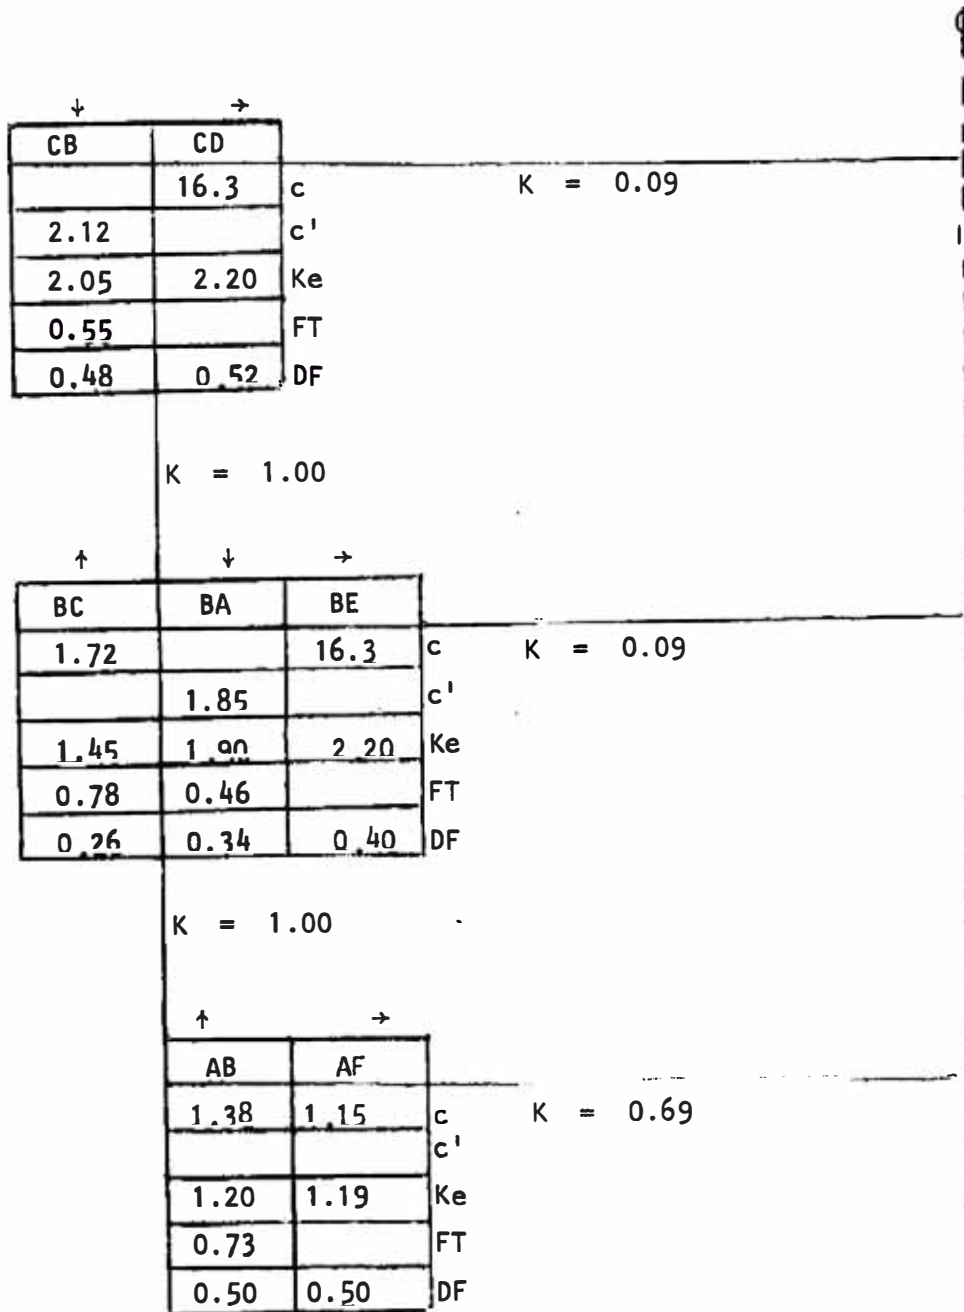 ↓ →
CB CD
16.3 c K = 0.09
2.12 c'
2.05 2.20 Ke
0.55 FT
0.48 0.52 DF
K = 1.00
↑ ↓ →
BC BA BE
1.72 16.3 c K = 0.09
1.85 c'
1.45 1.90 2.20 Ke
0.78 0.46 FT
0.26 0.34 0.40 DF
K = 1.00
↑ →
AB AF
1.38 1.15 c K = 0.69
c'
1.20 1.19 Ke
0.73 FT
0.50 0.50 DF